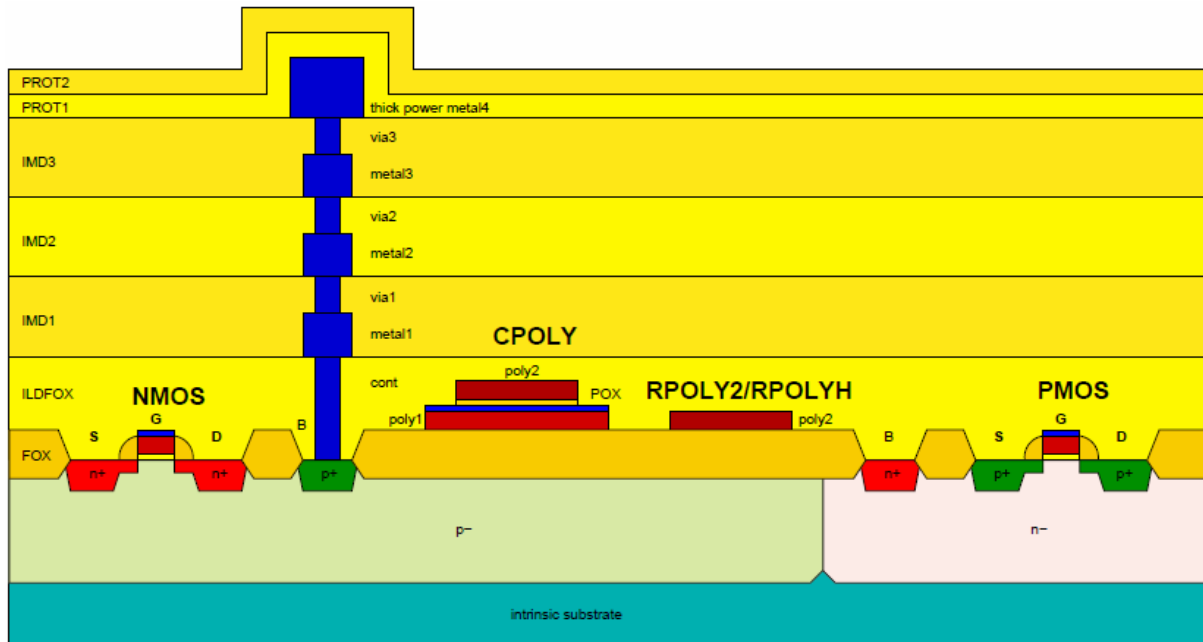 PROT2
PROT1
thick power metal4
via3
IMD3
metal3
via2
IMD2
metal2
via1
IMD1
metal1
CPOLY
cont
poly2
ILDFOX
NMOS
POX
RPOLY2/RPOLYH
PMOS
G
B
poly1
poly2
G
S
D
B
S
D
FOX
n+
n+
p+
n+
p+
p+
p−
n−
intrinsic substrate